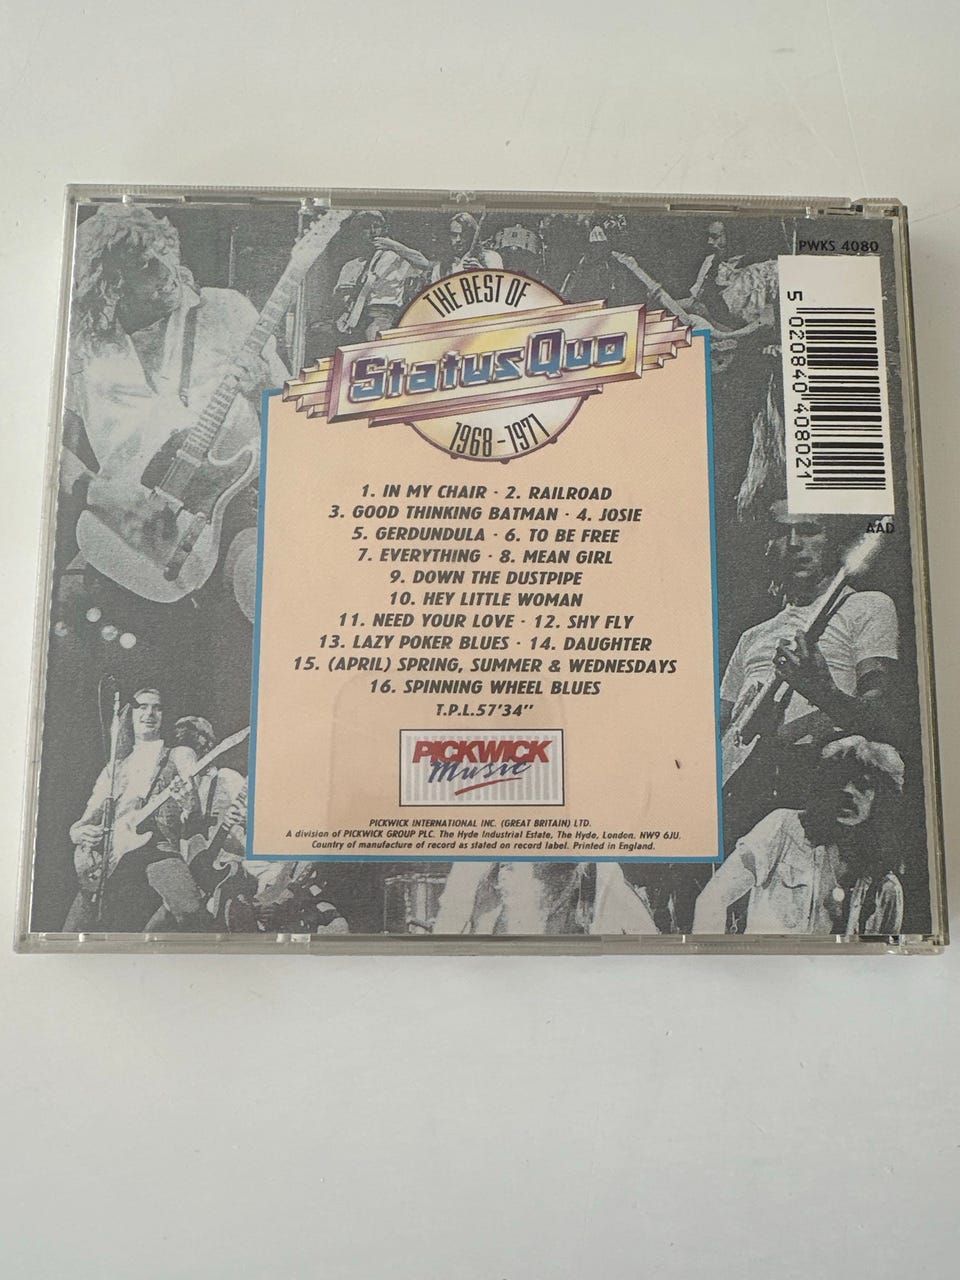 PWKS 4080
5 020840 408021
AAD
THE BEST OF
Status Quo
1968-1971
1. IN MY CHAIR · 2. RAILROAD
3. GOOD THINKING BATMAN · 4. JOSIE
5. GERDUNDULA · 6. TO BE FREE
7. EVERYTHING · 8. MEAN GIRL
9. DOWN THE DUSTPIPE
10. HEY LITTLE WOMAN
11. NEED YOUR LOVE · 12. SHY FLY
13. LAZY POKER BLUES · 14. DAUGHTER
15. (APRIL) SPRING, SUMMER & WEDNESDAYS
16. SPINNING WHEEL BLUES
T.P.L.57'34"
PICKWICK
Music
PICKWICK INTERNATIONAL INC. (GREAT BRITAIN) LTD.
A division of PICKWICK GROUP PLC. The Hyde Industrial Estate, The Hyde, London. NW9 6JU.
Country of manufacture of record as stated on record label. Printed in England.